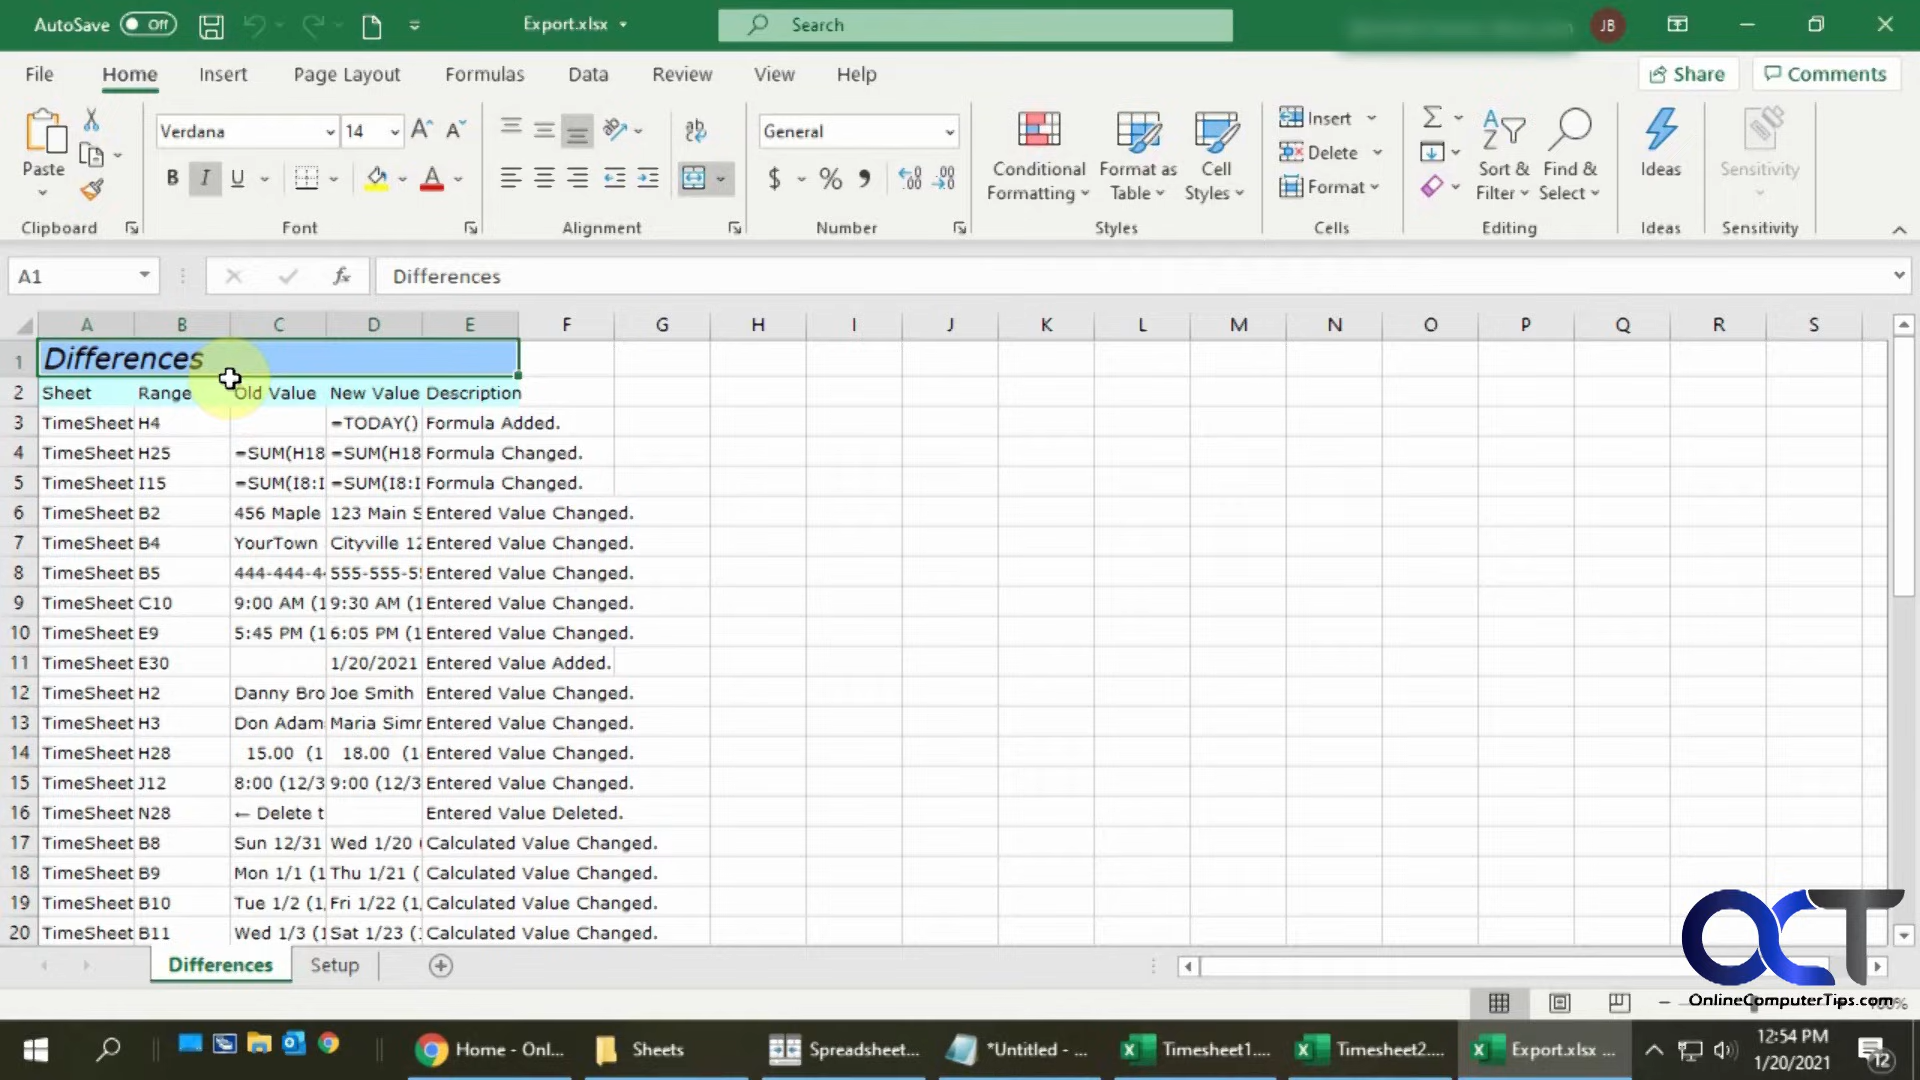 AutoSave Off Export.xlsx Search JB
File Home Insert Page Layout Formulas Data Review View Help Share Comments
Verdana 14 General
Paste
B I U
$ % 9
Conditional Formatting
Format as Table
Cell Styles
Insert
Delete
Format
Sort & Filter
Find & Select
Ideas
Sensitivity
Clipboard Font Alignment Number Styles Cells Editing Ideas Sensitivity
A1 fx Differences
A B C D E F G H I J K L M N O P Q R S
1 Differences
2 Sheet Range Old Value New Value Description
3 TimeSheet H4 =TODAY() Formula Added.
4 TimeSheet H25 =SUM(H18 =SUM(H18 Formula Changed.
5 TimeSheet I15 =SUM(I8:I =SUM(I8:I Formula Changed.
6 TimeSheet B2 456 Maple 123 Main S Entered Value Changed.
7 TimeSheet B4 YourTown Cityville 12 Entered Value Changed.
8 TimeSheet B5 444-444-4 555-555-5 Entered Value Changed.
9 TimeSheet C10 9:00 AM (1 9:30 AM (1 Entered Value Changed.
10 TimeSheet E9 5:45 PM (1 6:05 PM (1 Entered Value Changed.
11 TimeSheet E30 1/20/2021 Entered Value Added.
12 TimeSheet H2 Danny Bro Joe Smith Entered Value Changed.
13 TimeSheet H3 Don Adam Maria Simr Entered Value Changed.
14 TimeSheet H28 15.00 (1 18.00 (1 Entered Value Changed.
15 TimeSheet J12 8:00 (12/3 9:00 (12/3 Entered Value Changed.
16 TimeSheet N28 ← Delete t Entered Value Deleted.
17 TimeSheet B8 Sun 12/31 Wed 1/20 ( Calculated Value Changed.
18 TimeSheet B9 Mon 1/1 (1 Thu 1/21 ( Calculated Value Changed.
19 TimeSheet B10 Tue 1/2 (1, Fri 1/22 (1, Calculated Value Changed.
20 TimeSheet B11 Wed 1/3 (1 Sat 1/23 (1 Calculated Value Changed.
Differences Setup
OCT
OnlineComputerTips.com
Home - Onl... Sheets Spreadsheet... *Untitled - ... Timesheet1.... Timesheet2.... Export.xlsx ...
12:54 PM
1/20/2021
12